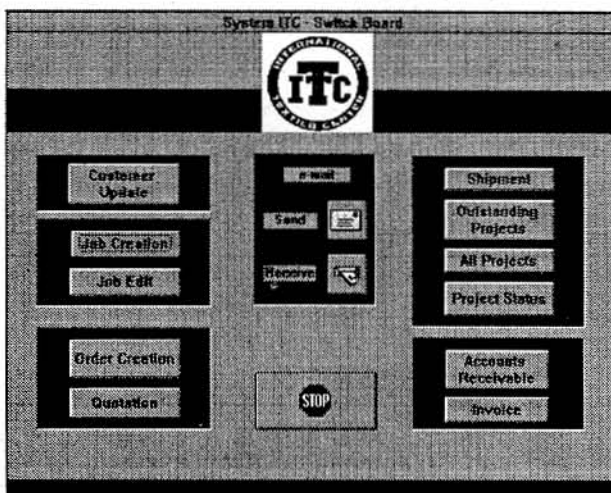 System ITC - Switch Board
INTERNATIONAL
ITC
TEXTILE CENTER
Customer
Update
Job Creation
Job Edit
Order Creation
Quotation
e-mail
Send
Receive
STOP
Shipment
Outstanding
Projects
All Projects
Project Status
Accounts
Receivable
Invoice